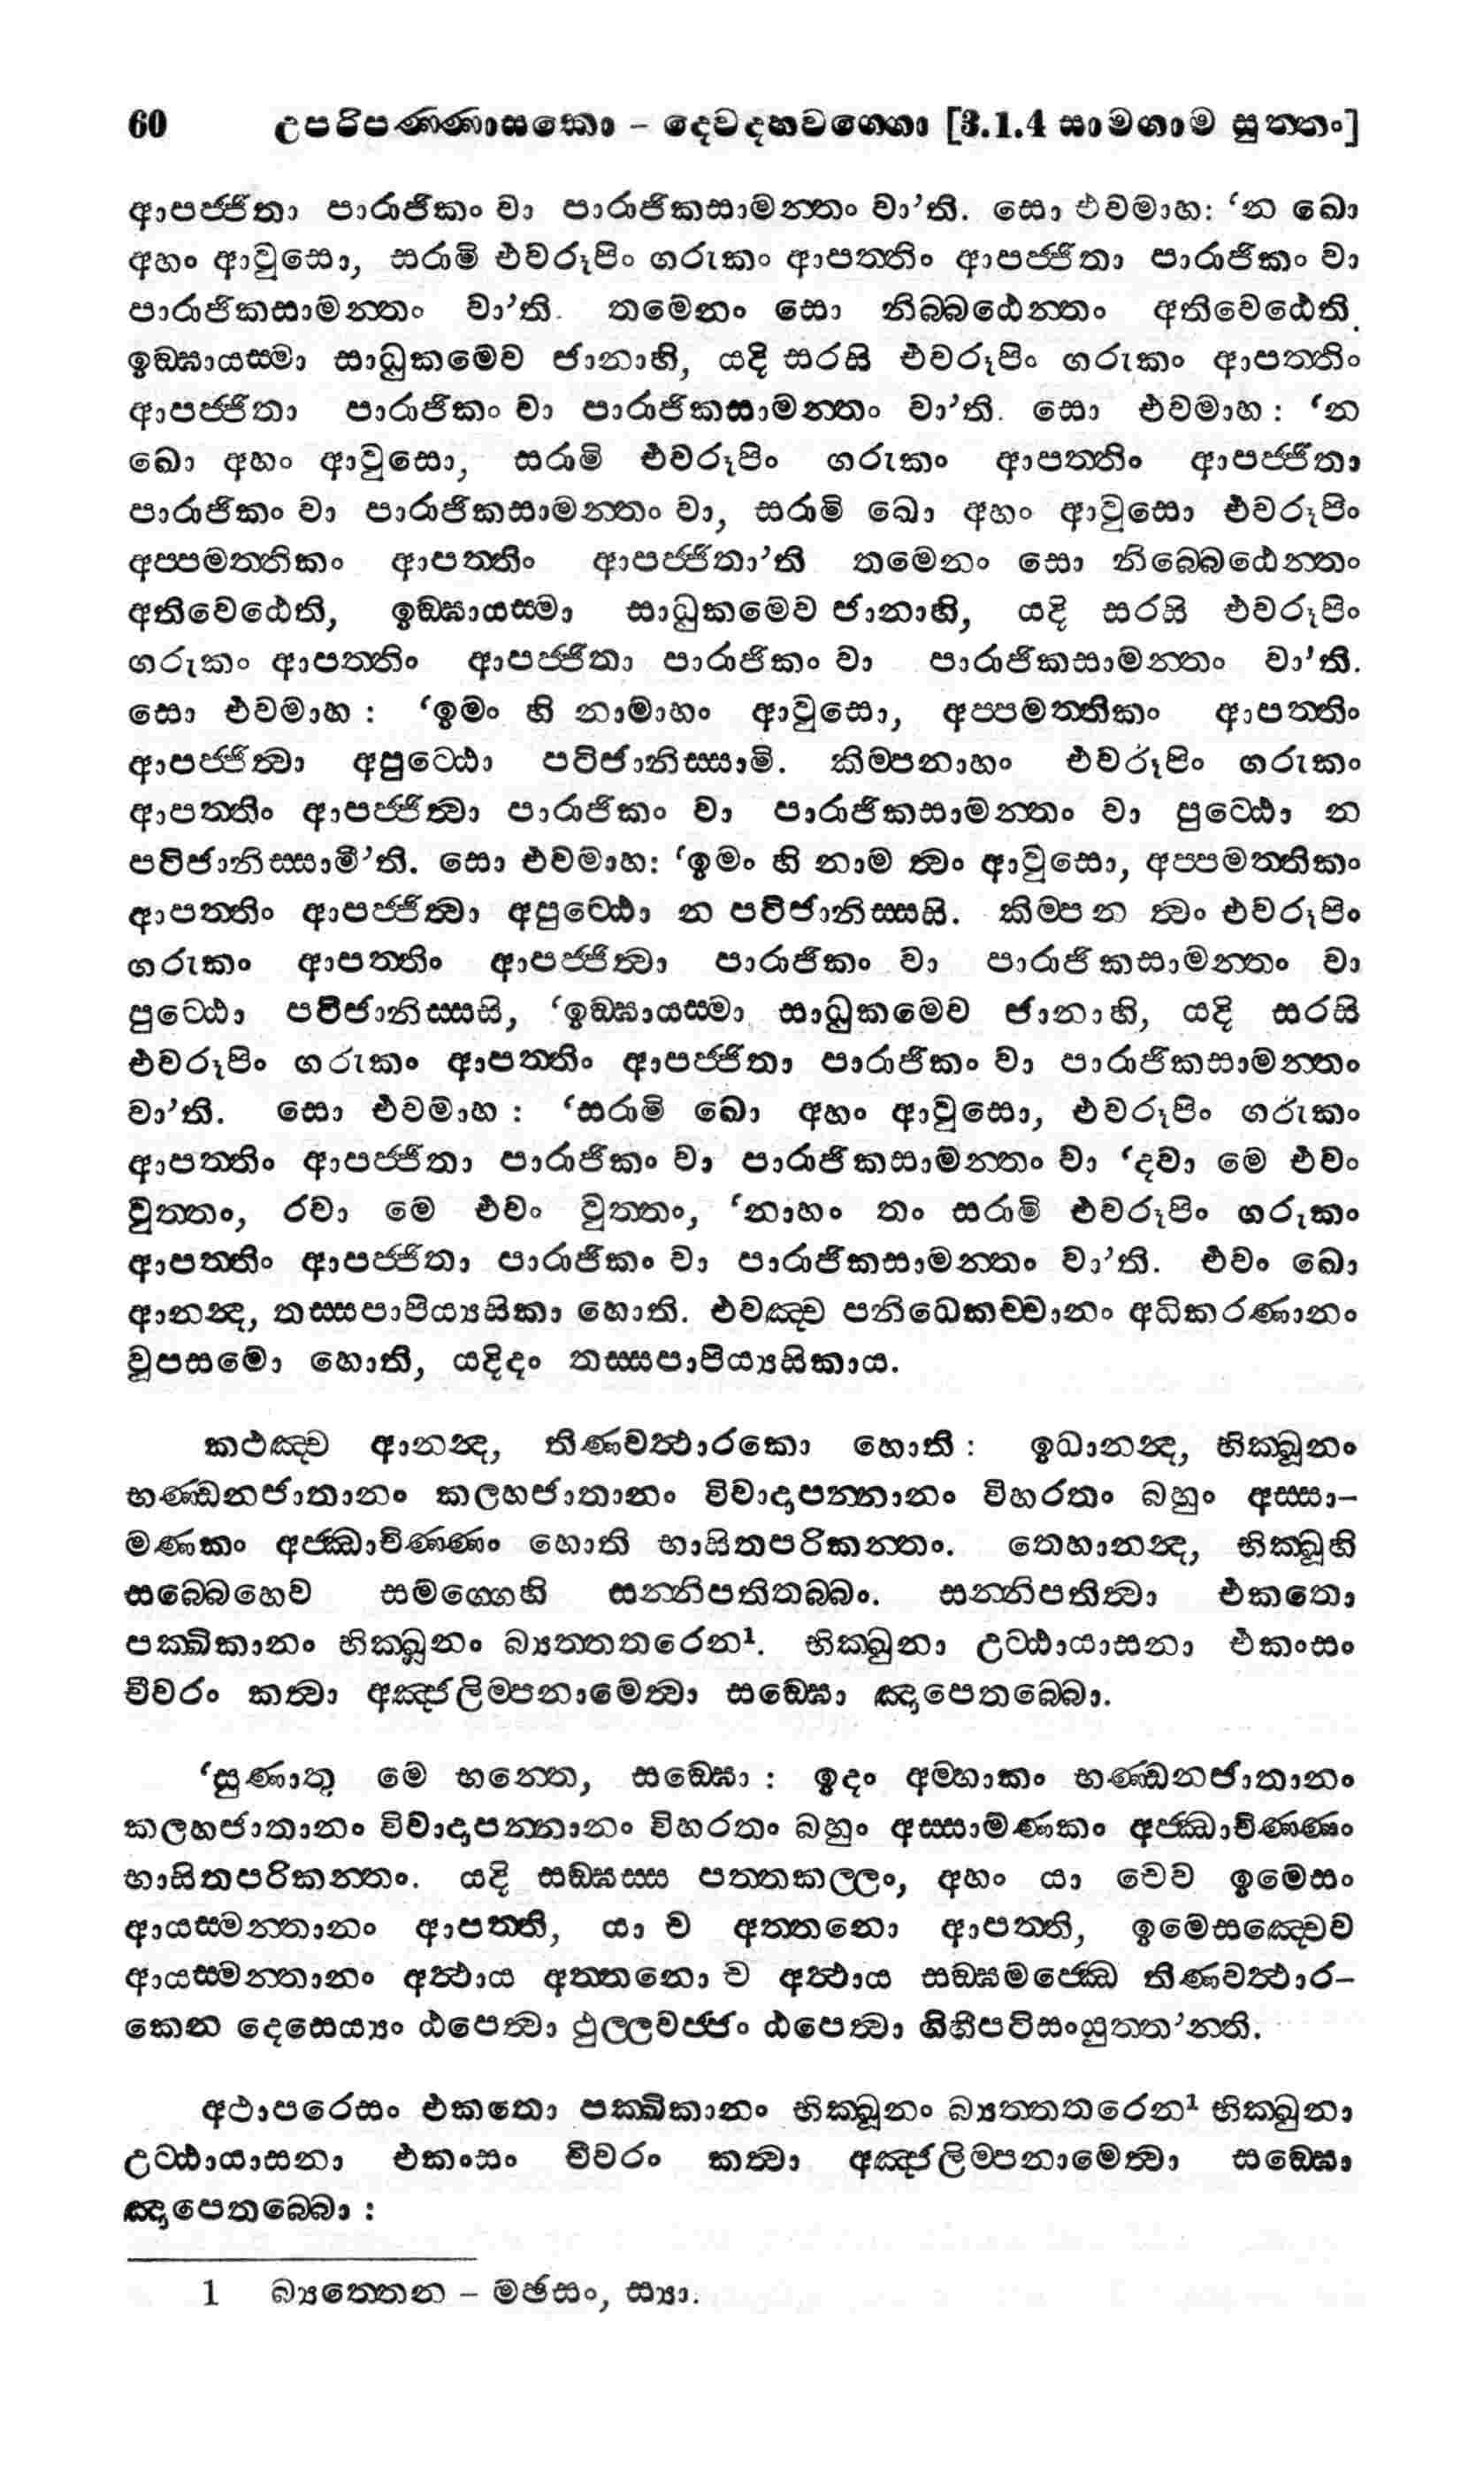 60 උපරිපණ්ණාසකො – දෙවදහවග්ගො [3.1.4 සාමගාම සුත්තං]
ආපජ්ජිතා පාරාජිකං වා පාරාජිකසාමන්තං වා’ති. සො එවමාහ: ‘න ඛො
අහං ආවුසො, සරාමි එවරූපිං ගරුකං ආපත්තිං ආපජ්ජිතා පාරාජිකං වා
පාරාජිකසාමන්තං වා’ති. තමෙනං සො නිබ්බඨෙන්තං අතිවෙඨෙති.
ඉඞ්ඝායස්මා සාධුකමෙව ජානාහි, යදි සරසි එවරූපිං ගරුකං ආපත්තිං
ආපජ්ජිතා පාරාජිකං වා පාරාජිකසාමන්තං වා’ති. සො එවමාහ : ‘න
ඛො අහං ආවුසො, සරාමි එවරූපිං ගරුකං ආපත්තිං ආපජ්ජිතා
පාරාජිකං වා පාරාජිකසාමන්තං වා, සරාමි ඛො අහං ආවුසො එවරූපිං
අප්පමත්තිකං ආපත්තිං ආපජ්ජිතා’ති තමෙනං සො නිබ්බෙඨෙන්තං
අතිවෙඨෙති, ඉඞ්ඝායස්මා සාධුකමෙව ජානාහි, යදි සරසි එවරූපිං
ගරුකං ආපත්තිං ආපජ්ජිතා පාරාජිකං වා පාරාජිකසාමන්තං වා’ති.
සො එවමාහ : ‘ඉමං හි නාමාහං ආවුසො, අප්පමත්තිකං ආපත්තිං
ආපජ්ජිත්වා අපුට්ඨො පටිජානිස්සාමි. කිම්පනාහං එවරූපිං ගරුකං
ආපත්තිං ආපජ්ජිත්වා පාරාජිකං වා පාරාජිකසාමන්තං වා පුට්ඨො න
පටිජානිස්සාමී’ති. සො එවමාහ: ‘ඉමං හි නාම ත්වං ආවුසො, අප්පමත්තිකං
ආපත්තිං ආපජ්ජිත්වා අපුට්ඨො න පටිජානිස්සසි. කිම්පන ත්වං එවරූපිං
ගරුකං ආපත්තිං ආපජ්ජිත්වා පාරාජිකං වා පාරාජිකසාමන්තං වා
පුට්ඨො පටිජානිස්සසි, ‘ඉඞ්ඝායස්මා සාධුකමෙව ජානාහි, යදි සරසි
එවරූපිං ගරුකං ආපත්තිං ආපජ්ජිතා පාරාජිකං වා පාරාජිකසාමන්තං
වා’ති. සො එවමාහ : ‘සරාමි ඛො අහං ආවුසො, එවරූපිං ගරුකං
ආපත්තිං ආපජ්ජිතා පාරාජිකං වා පාරාජිකසාමන්තං වා ‘දවා මෙ එවං
වුත්තං, රවා මෙ එවං වුත්තං, ‘නාහං තං සරාමි එවරූපිං ගරුකං
ආපත්තිං ආපජ්ජිතා පාරාජිකං වා පාරාජිකසාමන්තං වා’ති. එවං ඛො
ආනන්ද, තස්සපාපිය්‍යසිකා හොති. එවඤ්ච පනිධෙකච්චානං අධිකරණානං
වූපසමො හොති, යදිදං තස්සපාපිය්‍යසිකාය.
කථඤ්ච ආනන්ද, තිණවත්ථාරකො හොති : ඉධානන්ද, භික්ඛූනං
භණ්ඩනජාතානං කලහජාතානං විවාදාපන්නානං විහරතං බහුං අස්සා–
මණකං අජ්ඣාචිණ්ණං හොති භාසිතපරිකන්තං. තෙහානන්ද, භික්ඛූහි
සබ්බෙහෙව සමග්ගෙහි සන්නිපතිතබ්බං. සන්නිපතිත්වා එකතො
පක්ඛිකානං භික්ඛූනං බ්‍යත්තතරෙන¹. භික්ඛුනා උට්ඨායාසනා එකංසං
චීවරං කත්වා අඤ්ජලිම්පනාමෙත්වා සඞ්ඝො ඤාපෙතබ්බො.
‘සුණාතු මෙ භන්තෙ, සඞ්ඝො : ඉදං අම්හාකං භණ්ඩනජාතානං
කලහජාතානං විවාදාපන්නානං විහරතං බහුං අස්සාමණකං අජ්ඣාචිණ්ණං
භාසිතපරිකන්තං. යදි සඞ්ඝස්ස පත්තකල්ලං, අහං යා චෙව ඉමෙසං
ආයස්මන්තානං ආපත්ති, යා ච අත්තනො ආපත්ති, ඉමෙසඤ්චෙව
ආයස්මන්තානං අත්ථාය අත්තනො ච අත්ථාය සඞ්ඝමජ්ඣෙ තිණවත්ථාර–
කෙන දෙසෙය්‍යං ඨපෙත්වා ථුල්ලවජ්ජං ඨපෙත්වා ගිහීපටිසංයුත්ත’න්ති.
අථාපරෙසං එකතො පක්ඛිකානං භික්ඛූනං බ්‍යත්තතරෙන¹ භික්ඛුනා
උට්ඨායාසනා එකංසං චීවරං කත්වා අඤ්ජලිම්පනාමෙත්වා සඞ්ඝො
ඤාපෙතබ්බො :
1 බ්‍යත්තෙන – මඡසං, ස්‍යා.